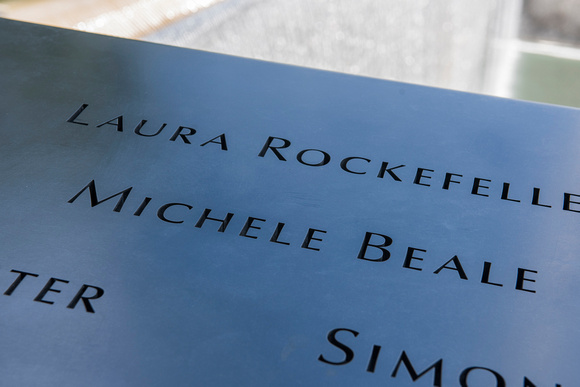 LAURA ROCKEFELLE
MICHELE BEALE
TER
SIMON